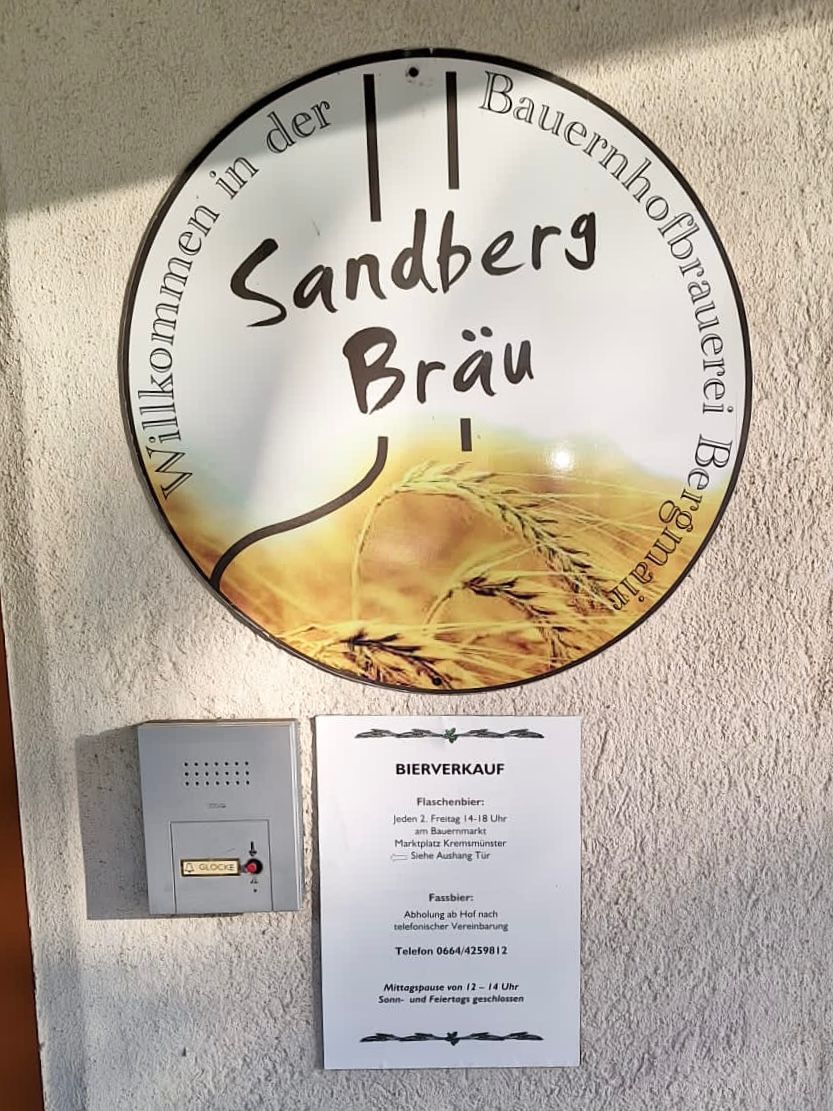 Willkommen in der
Bauernhofbrauerei Bergmair
Sandberg
Bräu
GLOCKE
BIERVERKAUF
Flaschenbier:
Jeden 2. Freitag 14-18 Uhr
am Bauernmarkt
Marktplatz Kremsmünster
Siehe Aushang Tür
Fassbier:
Abholung ab Hof nach
telefonischer Vereinbarung
Telefon 0664/4259812
Mittagspause von 12 – 14 Uhr
Sonn- und Feiertags geschlossen